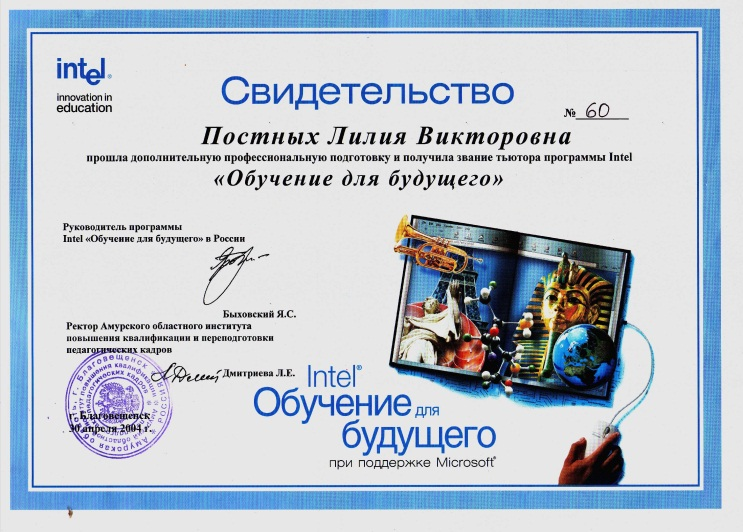 intel®
innovation in
education
Свидетельство
№ 60
Постных Лилия Викторовна
прошла дополнительную профессиональную подготовку и получила звание тьютора программы Intel
«Обучение для будущего»
Руководитель программы
Intel «Обучение для будущего» в России
Быховский Я.С.
Ректор Амурского областного института
повышения квалификации и переподготовки
педагогических кадров
Дмитриева Л.Е.
г. Благовещенск
30 апреля 2004 г.
Intel®
Обучение для
будущего
при поддержке Microsoft®